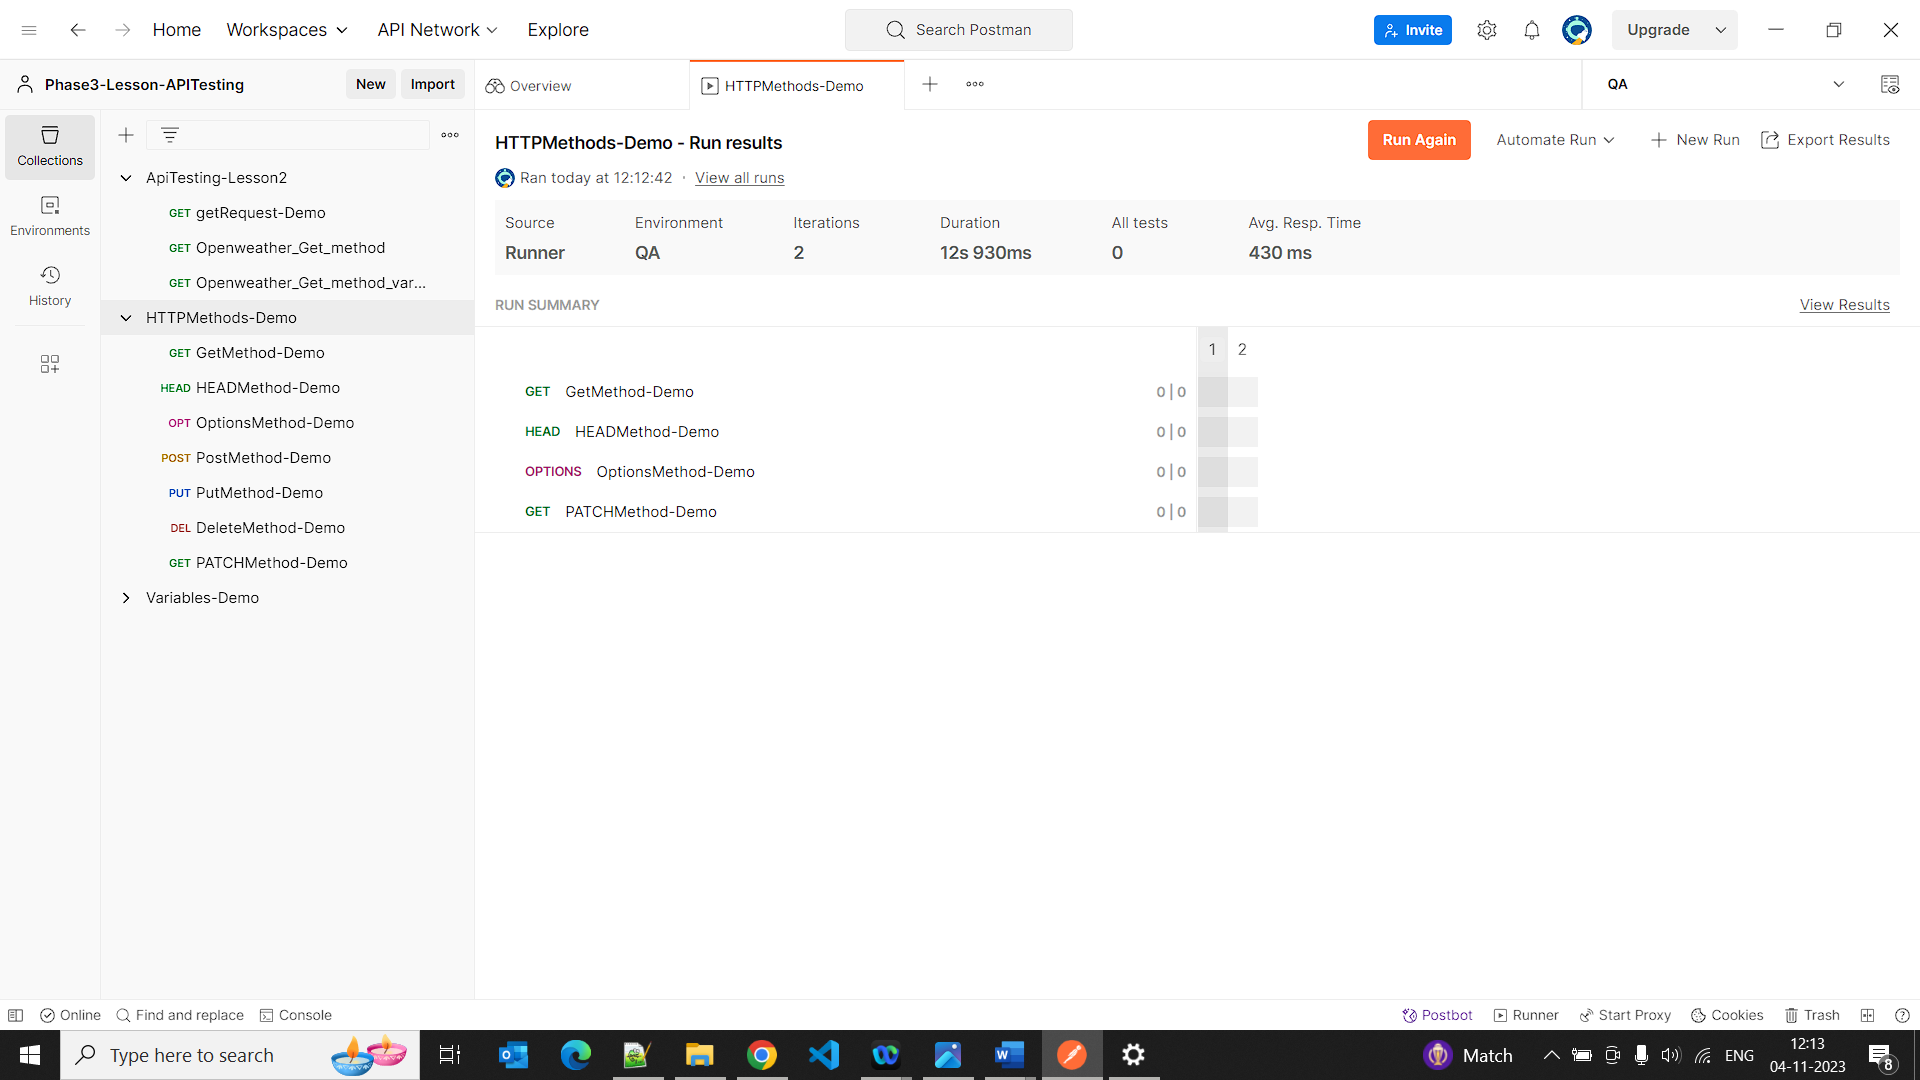 Home Workspaces API Network Explore Search Postman Invite Upgrade
Phase3-Lesson-APITesting New Import Overview HTTPMethods-Demo QA
Collections
Environments
History
ApiTesting-Lesson2
GET getRequest-Demo
GET Openweather_Get_method
GET Openweather_Get_method_var...
HTTPMethods-Demo
GET GetMethod-Demo
HEAD HEADMethod-Demo
OPT OptionsMethod-Demo
POST PostMethod-Demo
PUT PutMethod-Demo
DEL DeleteMethod-Demo
GET PATCHMethod-Demo
Variables-Demo
HTTPMethods-Demo - Run results Run Again Automate Run New Run Export Results
Ran today at 12:12:42 · View all runs
Source Environment Iterations Duration All tests Avg. Resp. Time
Runner QA 2 12s 930ms 0 430 ms
RUN SUMMARY View Results
1 2
GET GetMethod-Demo 0 | 0
HEAD HEADMethod-Demo 0 | 0
OPTIONS OptionsMethod-Demo 0 | 0
GET PATCHMethod-Demo 0 | 0
Online Find and replace Console Postbot Runner Start Proxy Cookies Trash
Type here to search Match ENG 12:13
04-11-2023 8